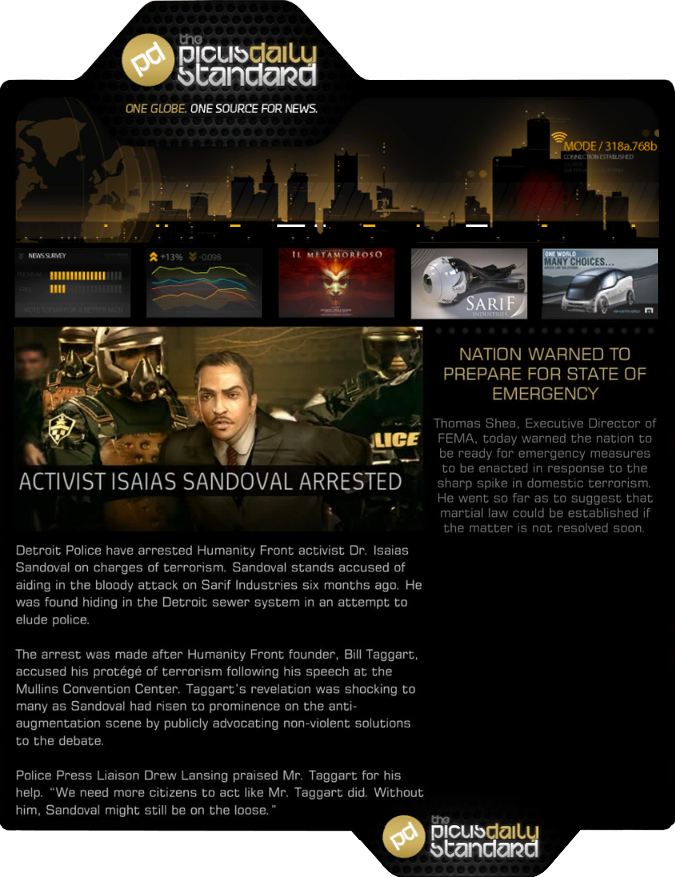 pd
the
picusdaily
standard
ONE GLOBE. ONE SOURCE FOR NEWS.
MODE / 318a.768b
CONNECTION ESTABLISHED
NEWS SURVEY
PREMIUM
FREE
+13% -0.098
IL METAMORFOSO
SARIF
INDUSTRIES
ONE WORLD
MANY CHOICES...
ACTIVIST ISAIAS SANDOVAL ARRESTED
LICE
NATION WARNED TO
PREPARE FOR STATE OF
EMERGENCY
Thomas Shea, Executive Director of
FEMA, today warned the nation to
be ready for emergency measures
to be enacted in response to the
sharp spike in domestic terrorism.
He went so far as to suggest that
martial law could be established if
the matter is not resolved soon.
Detroit Police have arrested Humanity Front activist Dr. Isaias
Sandoval on charges of terrorism. Sandoval stands accused of
aiding in the bloody attack on Sarif Industries six months ago. He
was found hiding in the Detroit sewer system in an attempt to
elude police.
The arrest was made after Humanity Front founder, Bill Taggart,
accused his protégé of terrorism following his speech at the
Mullins Convention Center. Taggart's revelation was shocking to
many as Sandoval had risen to prominence on the anti-
augmentation scene by publicly advocating non-violent solutions
to the debate.
Police Press Liaison Drew Lansing praised Mr. Taggart for his
help. "We need more citizens to act like Mr. Taggart did. Without
him, Sandoval might still be on the loose."
pd
the
picusdaily
standard